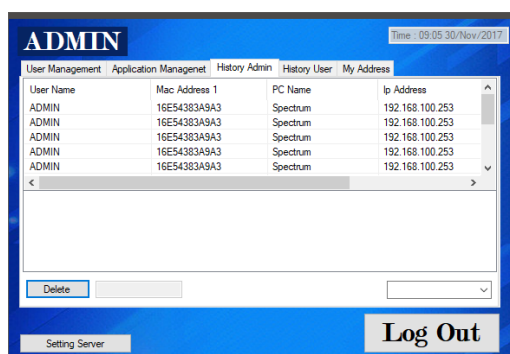 ADMIN
Time : 09:05 30/Nov/2017
User Management Application Managenet History Admin History User My Address
User Name Mac Address 1 PC Name Ip Address
ADMIN 16E54383A9A3 Spectrum 192.168.100.253
ADMIN 16E54383A9A3 Spectrum 192.168.100.253
ADMIN 16E54383A9A3 Spectrum 192.168.100.253
ADMIN 16E54383A9A3 Spectrum 192.168.100.253
ADMIN 16E54383A9A3 Spectrum 192.168.100.253
Delete
Setting Server
Log Out